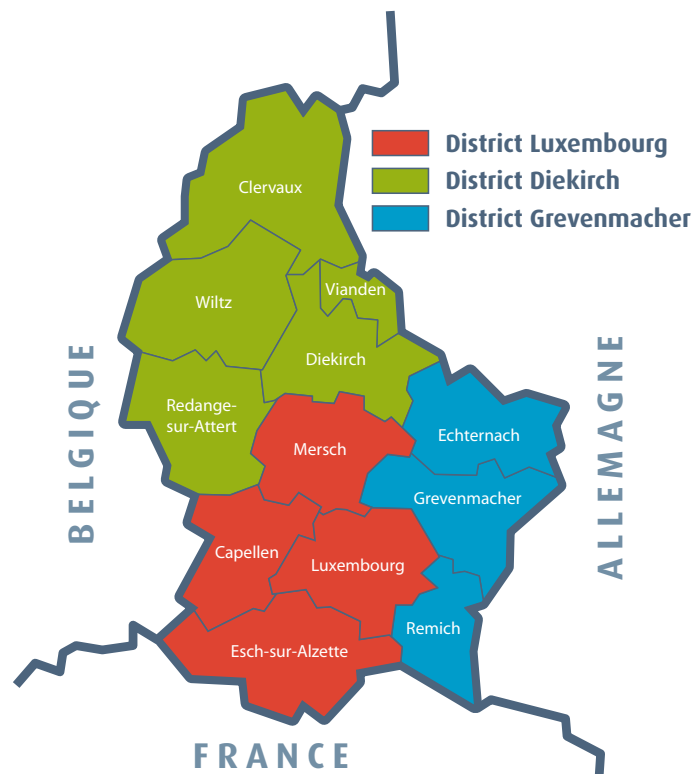 District Luxembourg
District Diekirch
District Grevenmacher
Clervaux
Wiltz
Vianden
Diekirch
Redange-
sur-Attert
Mersch
Echternach
Grevenmacher
Capellen
Luxembourg
Remich
Esch-sur-Alzette
BELGIQUE
ALLEMAGNE
FRANCE